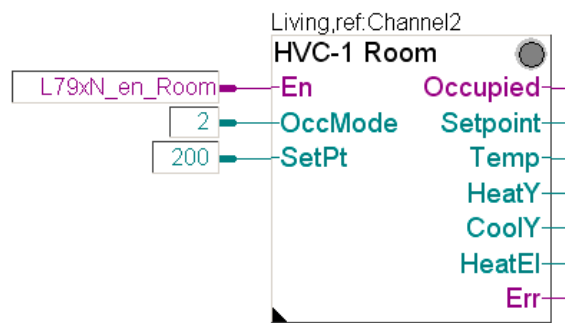 Living,ref:Channel2
HVC-1 Room
L79xN_en_Room En Occupied
2 OccMode Setpoint
200 SetPt Temp
HeatY
CoolY
HeatEl
Err